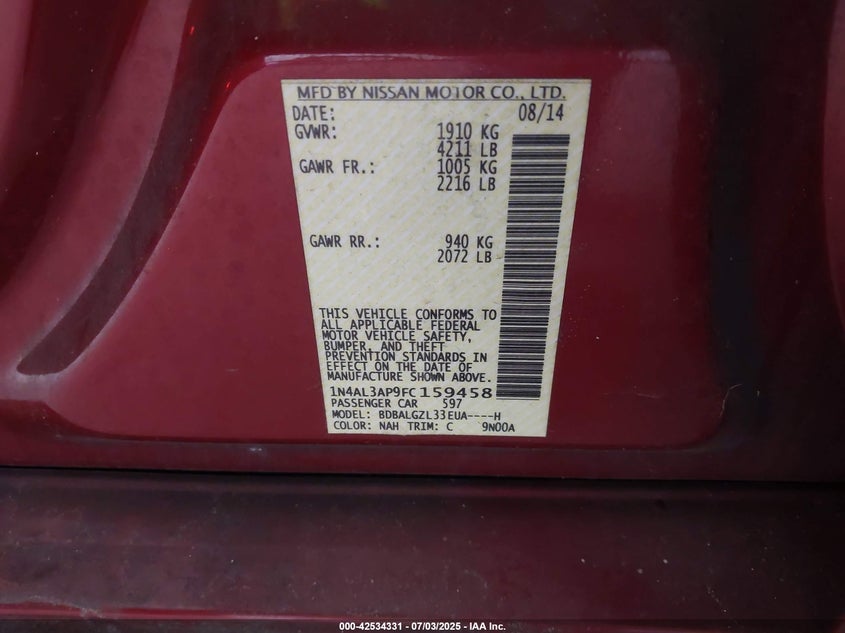 MFD BY NISSAN MOTOR CO., LTD.
DATE: 08/14
GVWR: 1910 KG
4211 LB
GAWR FR.: 1005 KG
2216 LB
GAWR RR.: 940 KG
2072 LB
THIS VEHICLE CONFORMS TO
ALL APPLICABLE FEDERAL
MOTOR VEHICLE SAFETY,
BUMPER, AND THEFT
PREVENTION STANDARDS IN
EFFECT ON THE DATE OF
MANUFACTURE SHOWN ABOVE.
1N4AL3AP9FC159458
PASSENGER CAR 597
MODEL: BDBALGZL33EUA----H
COLOR: NAH TRIM: C 9N00A
000-42534331 - 07/03/2025 - IAA Inc.